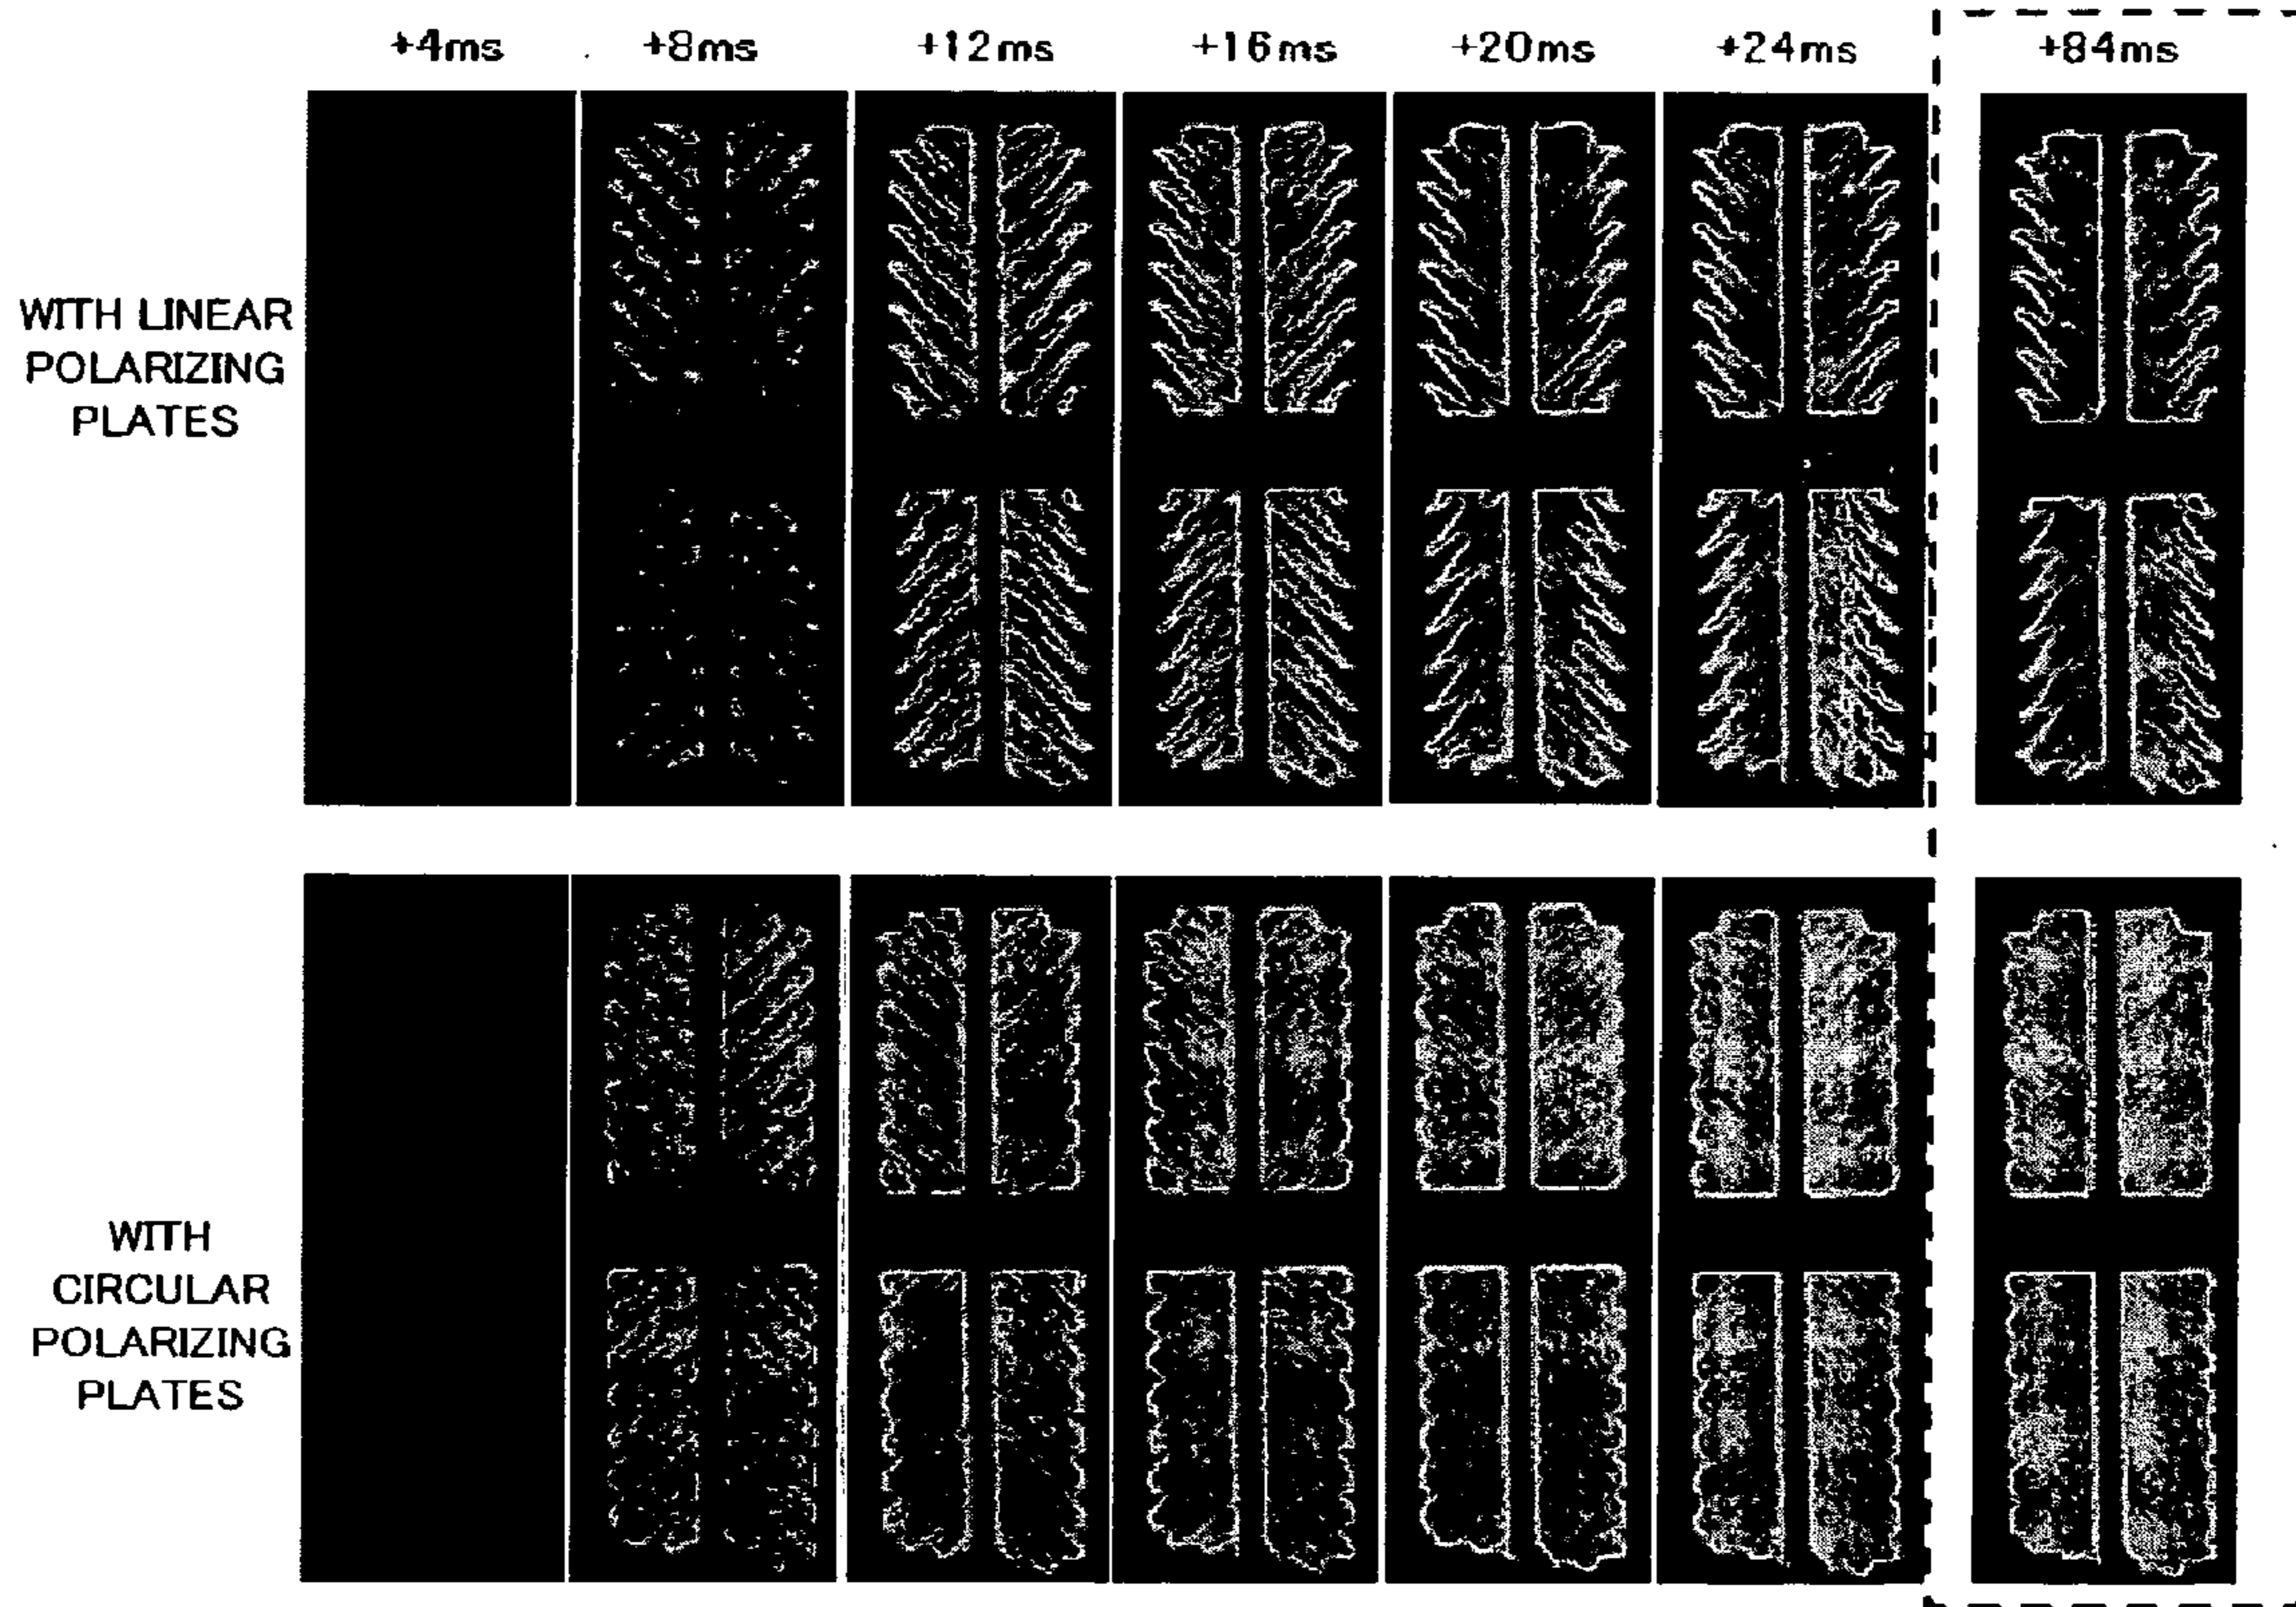 +4ms +8ms +12ms +16ms +20ms +24ms +84ms
WITH LINEAR
POLARIZING
PLATES
WITH
CIRCULAR
POLARIZING
PLATES